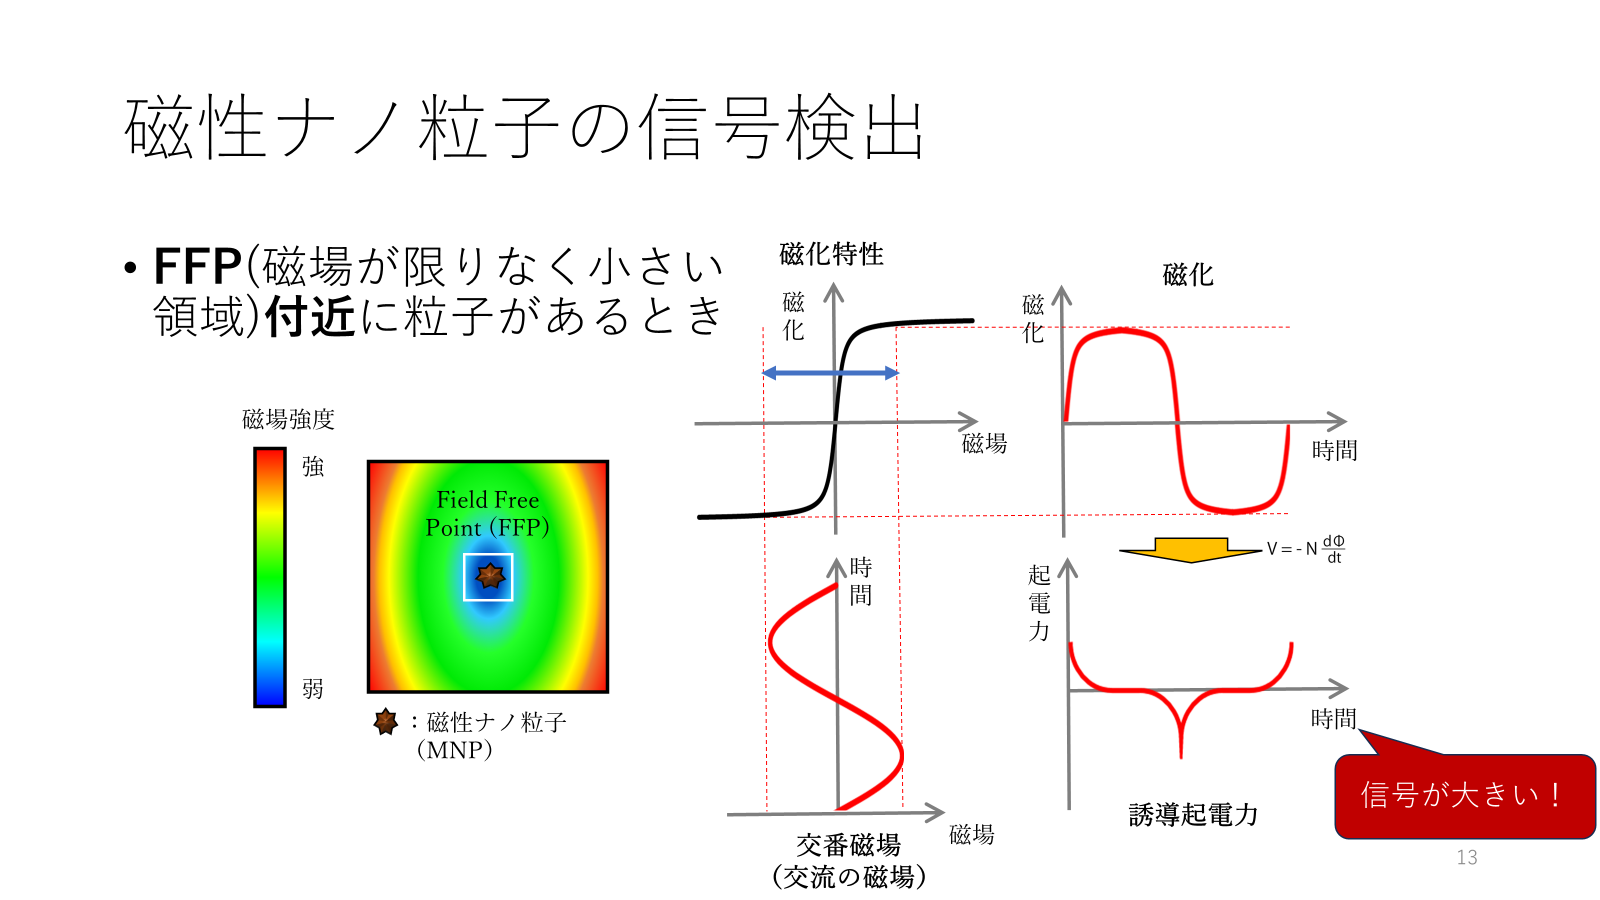 磁性ナノ粒子の信号検出
• FFP(磁場が限りなく小さい
領域)付近に粒子があるとき
磁場強度
強
弱
Field Free
Point (FFP)
：磁性ナノ粒子
(MNP)
磁化特性
磁化
磁場
時間
磁場
交番磁場
(交流の磁場)
磁化
磁化
時間
V = - N dΦ/dt
起電力
時間
誘導起電力
信号が大きい！
13